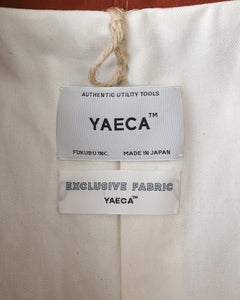 AUTHENTIC UTILITY TOOLS
YAECA™
FUKUBU INC. MADE IN JAPAN
EXCLUSIVE FABRIC
YAECA™